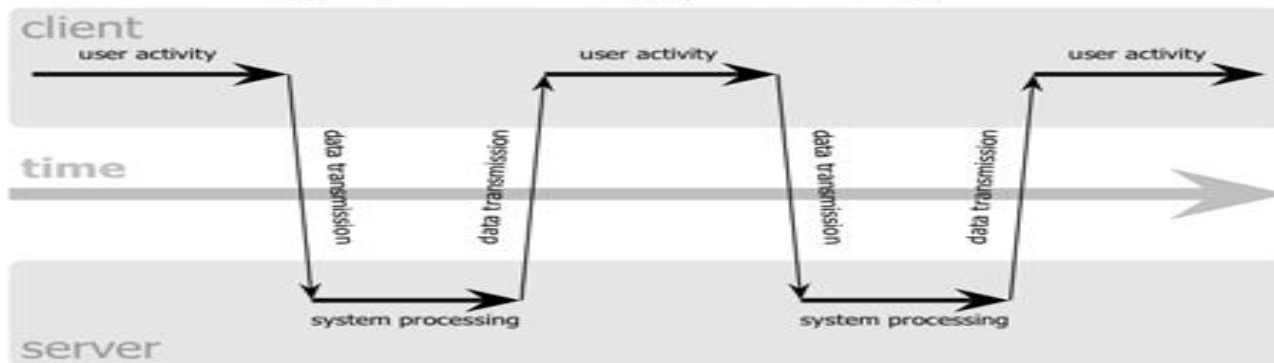 client
user activity user activity user activity
data transmission data transmission data transmission data transmission
time
system processing system processing
server